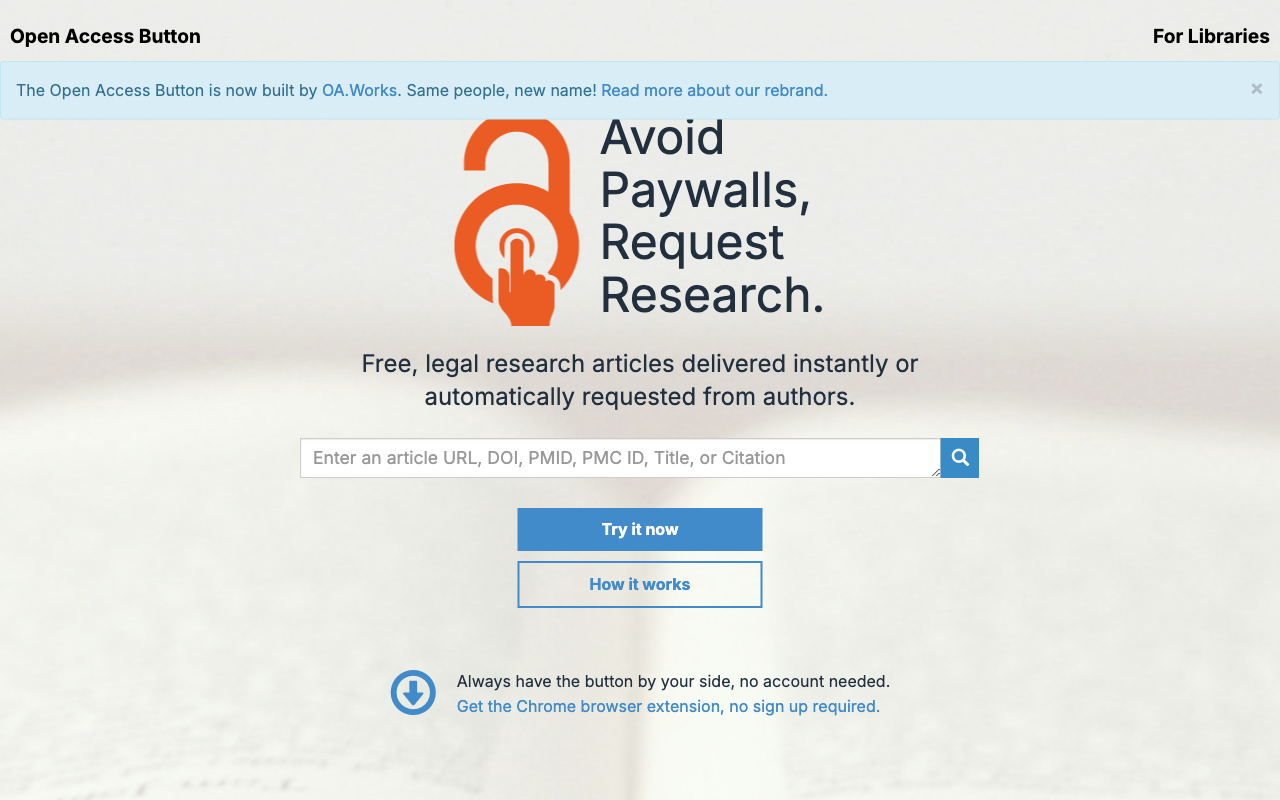 Open Access Button
For Libraries
The Open Access Button is now built by OA.Works. Same people, new name! Read more about our rebrand.
×
Avoid
Paywalls,
Request
Research.
Free, legal research articles delivered instantly or
automatically requested from authors.
Enter an article URL, DOI, PMID, PMC ID, Title, or Citation
Try it now
How it works
Always have the button by your side, no account needed.
Get the Chrome browser extension, no sign up required.